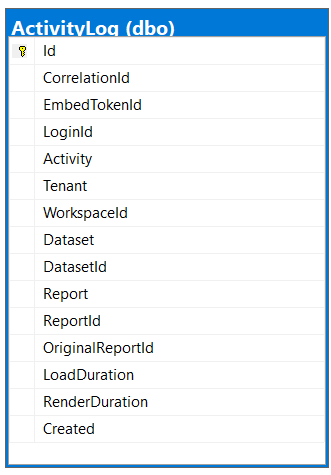 ActivityLog (dbo)
Id
CorrelationId
EmbedTokenId
LoginId
Activity
Tenant
WorkspaceId
Dataset
DatasetId
Report
ReportId
OriginalReportId
LoadDuration
RenderDuration
Created